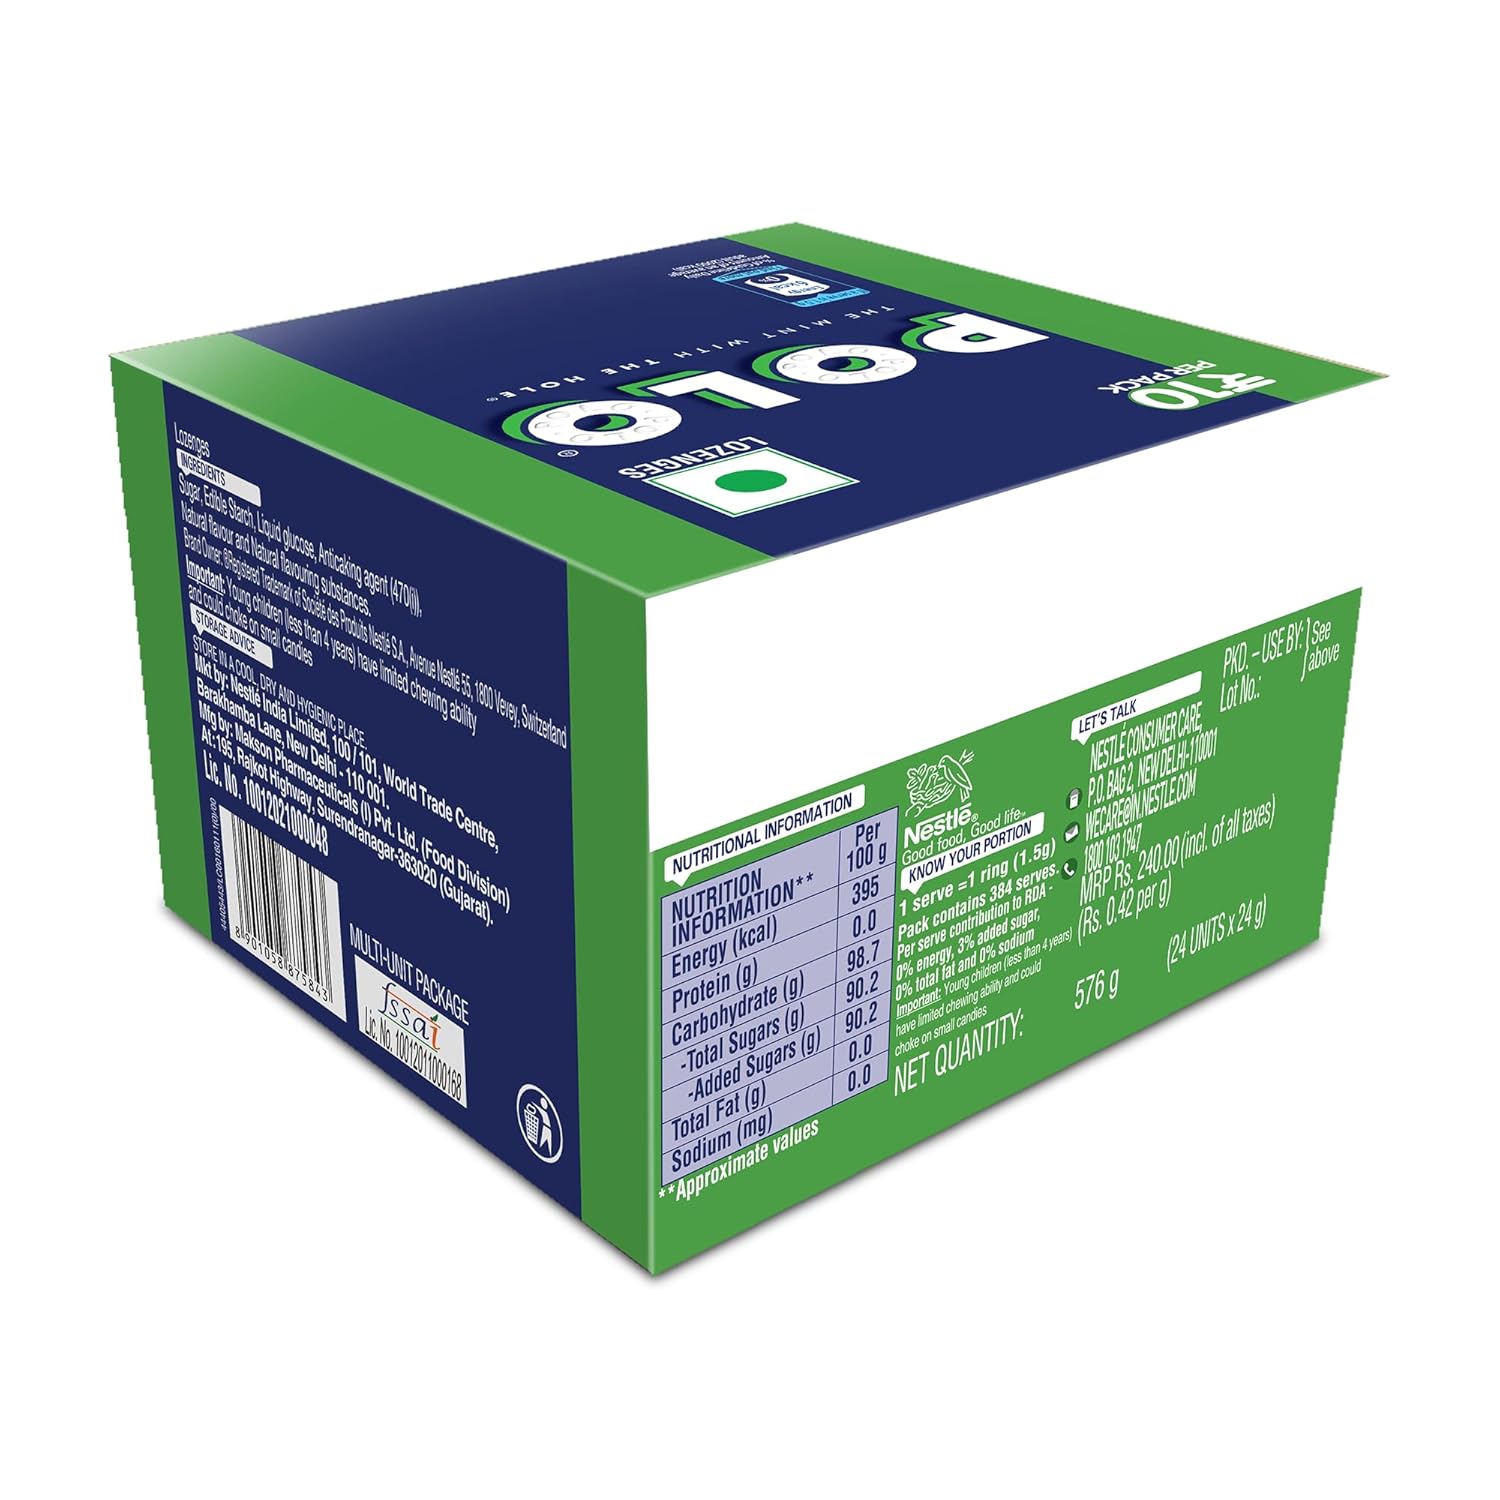 ₹10
PER PACK
POLO®
THE MINT WITH THE HOLE®
LOZENGES
Energy
6 kcal
0%
Lozenges
INGREDIENTS
Sugar, Edible Starch, Liquid glucose, Anticaking agent (470(i)),
Natural flavour and Natural flavouring substances.
Brand Owner: ®Registered Trademark of Société des Produits Nestlé S.A., Avenue Nestlé 55, 1800 Vevey, Switzerland
Important: Young children (less than 4 years) have limited chewing ability
and could choke on small candies
STORAGE ADVICE
STORE IN A COOL, DRY AND HYGIENIC PLACE.
Mkt by: Nestlé India Limited, 100 / 101, World Trade Centre,
Barakhamba Lane, New Delhi - 110 001.
Mfg by: Makson Pharmaceuticals (I) Pvt. Ltd. (Food Division)
At: 195, Rajkot Highway, Surendranagar-363020 (Gujarat).
Lic. No. 10012021000048
8 901058 875843
MULTI-UNIT PACKAGE
fssai
Lic. No. 10012011000168
NUTRITIONAL INFORMATION
NUTRITION INFORMATION** Per 100 g
Energy (kcal) 395
Protein (g) 0.0
Carbohydrate (g) 98.7
-Total Sugars (g) 90.2
-Added Sugars (g) 90.2
Total Fat (g) 0.0
Sodium (mg) 0.0
**Approximate values
Nestlé®
Good food, Good life™
KNOW YOUR PORTION
1 serve =1 ring (1.5g)
Pack contains 384 serves.
Per serve contribution to RDA -
0% energy, 3% added sugar,
0% total fat and 0% sodium
Important: Young children (less than 4 years)
have limited chewing ability and could
choke on small candies
LET'S TALK
NESTLÉ CONSUMER CARE,
P.O. BAG 2, NEW DELHI-110001
WECARE@IN.NESTLE.COM
1800 103 1947
MRP Rs. 240.00 (incl. of all taxes)
(Rs. 0.42 per g)
NET QUANTITY: 576 g (24 UNITS x 24 g)
PKD. – USE BY: } See
Lot No.: above